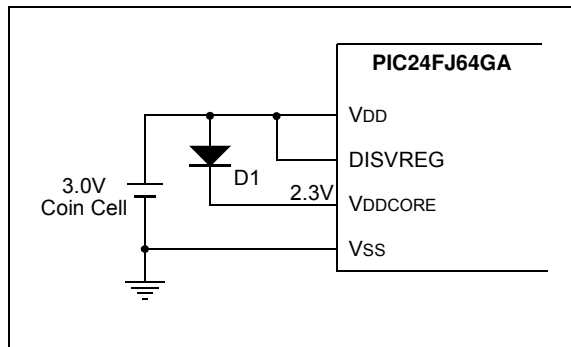 PIC24FJ64GA
VDD
DISVREG
D1
3.0V
Coin Cell
2.3V
VDDCORE
VSS